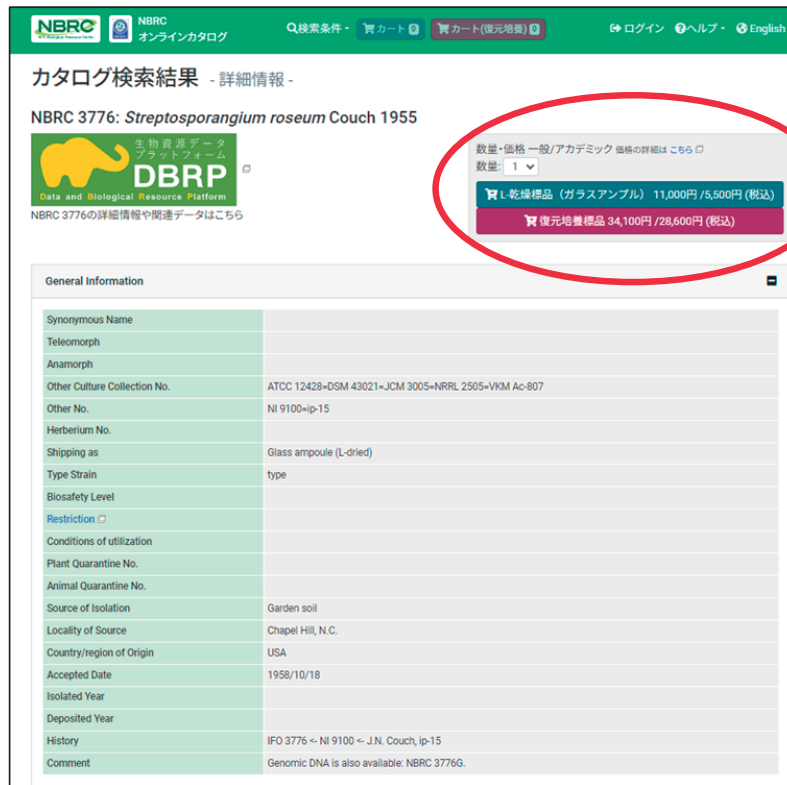 NBRC
NITE Biological Resource Center
NBRC
オンラインカタログ
検索条件
カート 0
カート(復元培養) 0
ログイン
ヘルプ
English
カタログ検索結果 - 詳細情報 -
NBRC 3776: Streptosporangium roseum Couch 1955
生物資源データ
プラットフォーム
DBRP
Data and Biological Resource Platform
NBRC 3776の詳細情報や関連データはこちら
数量・価格 一般/アカデミック 価格の詳細は こちら
数量: 1
L-乾燥標品（ガラスアンプル） 11,000円 /5,500円 (税込)
復元培養標品 34,100円 /28,600円 (税込)
General Information
Synonymous Name
Teleomorph
Anamorph
Other Culture Collection No. ATCC 12428=DSM 43021=JCM 3005=NRRL 2505=VKM Ac-807
Other No. NI 9100=ip-15
Herberium No.
Shipping as Glass ampoule (L-dried)
Type Strain type
Biosafety Level
Restriction
Conditions of utilization
Plant Quarantine No.
Animal Quarantine No.
Source of Isolation Garden soil
Locality of Source Chapel Hill, N.C.
Country/region of Origin USA
Accepted Date 1958/10/18
Isolated Year
Deposited Year
History IFO 3776 <- NI 9100 <- J.N. Couch, ip-15
Comment Genomic DNA is also available: NBRC 3776G.